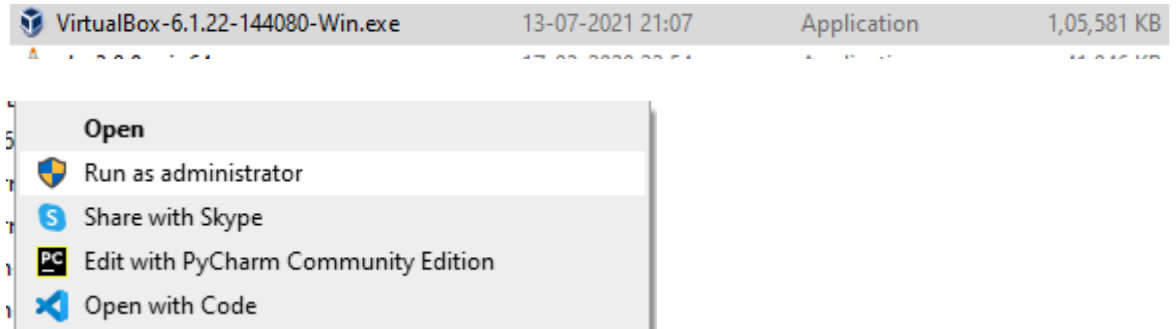 VirtualBox-6.1.22-144080-Win.exe 13-07-2021 21:07 Application 1,05,581 KB
Open
Run as administrator
S Share with Skype
PC Edit with PyCharm Community Edition
Open with Code